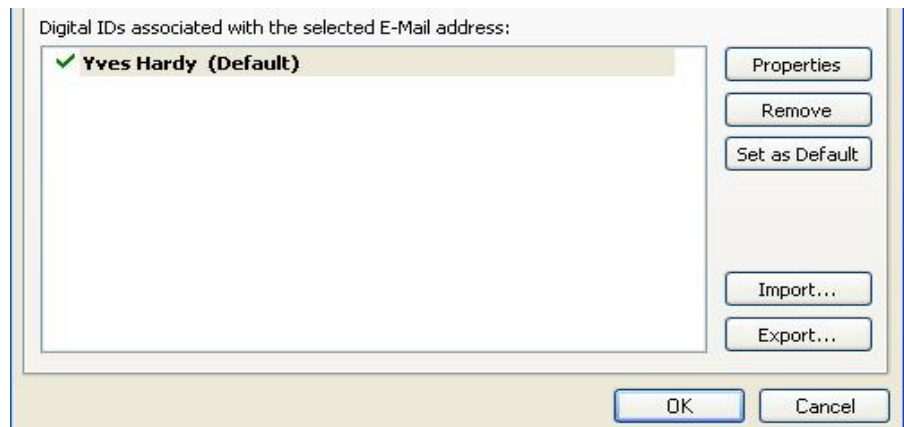 Digital IDs associated with the selected E-Mail address:
Yves Hardy (Default)
Properties
Remove
Set as Default
Import...
Export...
OK
Cancel